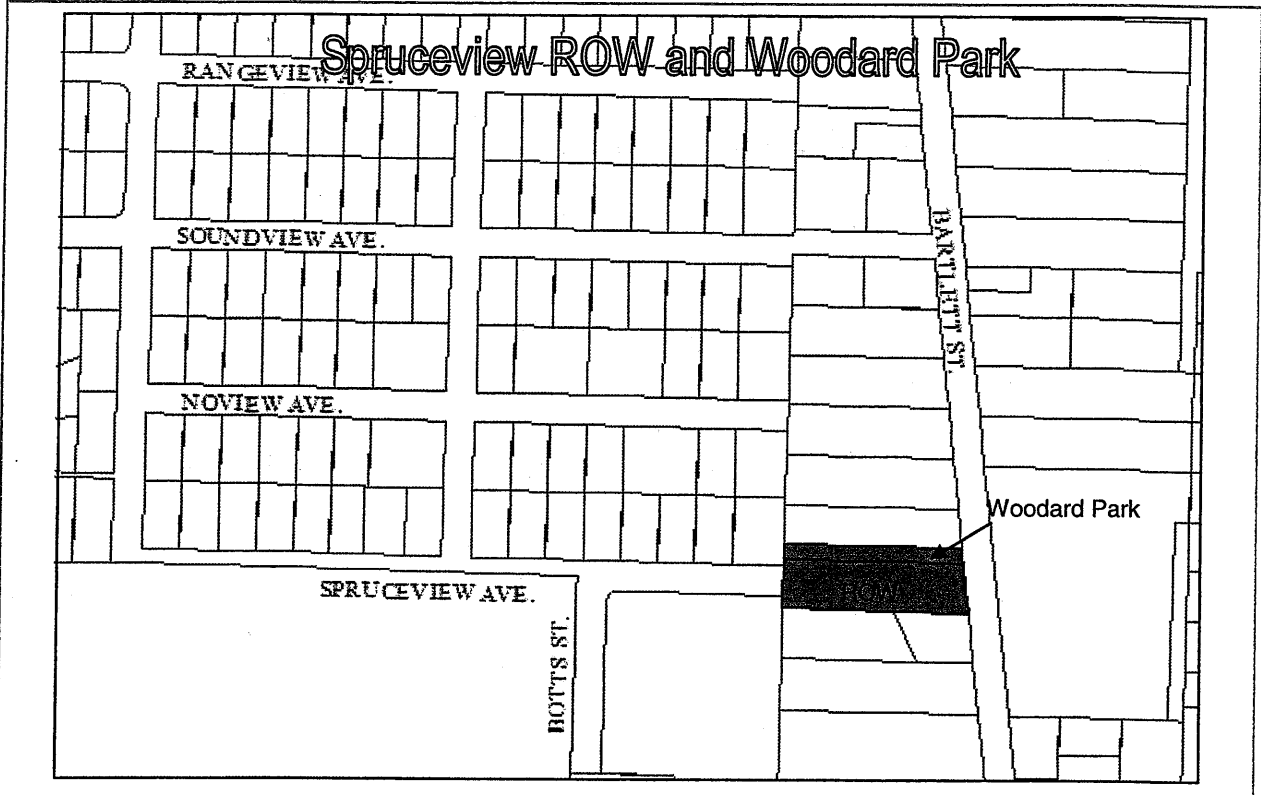 Spruceview ROW and Woodard Park
RANGEVIEW AVE.
SOUNDVIEW AVE.
BARTLETT ST.
NOVIEW AVE.
Woodard Park
ROW
SPRUCEVIEW AVE.
BOTTS ST.